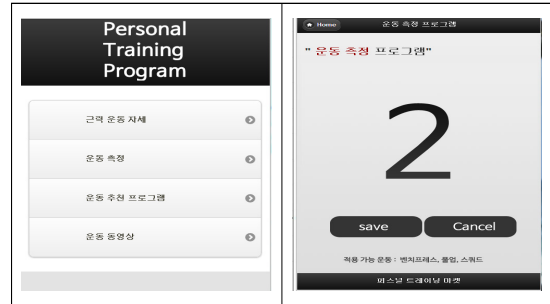 Personal
Training
Program
근력 운동 자세
운동 측정
운동 추천 프로그램
운동 동영상
Home
운동 측정 프로그램
" 운동 측정 프로그램"
2
save
Cancel
적용 가능 운동 : 벤치프레스, 풀업, 스쿼드
퍼스널 트레이닝 마켓